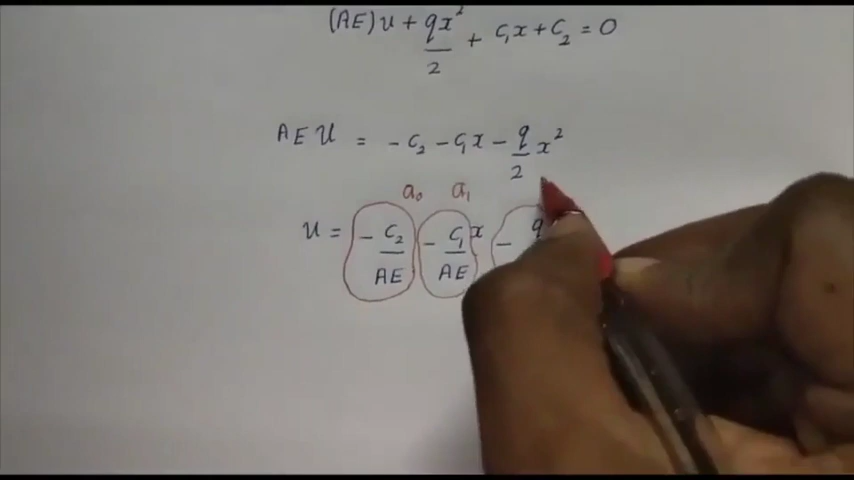 (AE)u + qx²/2 + C₁x + C₂ = 0
AEU = -C₂ - C₁x - q/2 x²
a₀ a₁
U = -C₂/AE - C₁/AE x - q